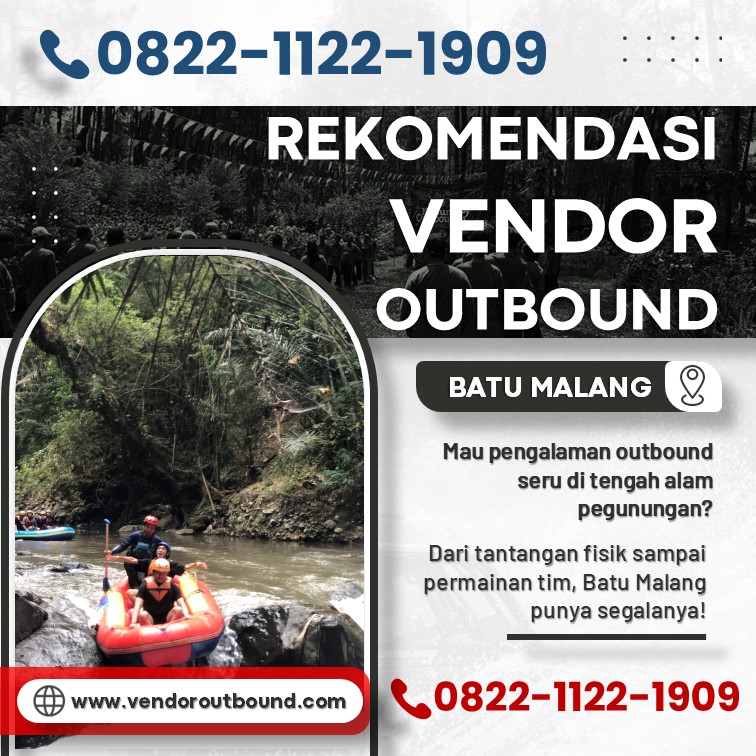 0822-1122-1909
REKOMENDASI
VENDOR
OUTBOUND
BATU MALANG
Mau pengalaman outbound
seru di tengah alam
pegunungan?
Dari tantangan fisik sampai
permainan tim, Batu Malang
punya segalanya!
www.vendoroutbound.com
0822-1122-1909